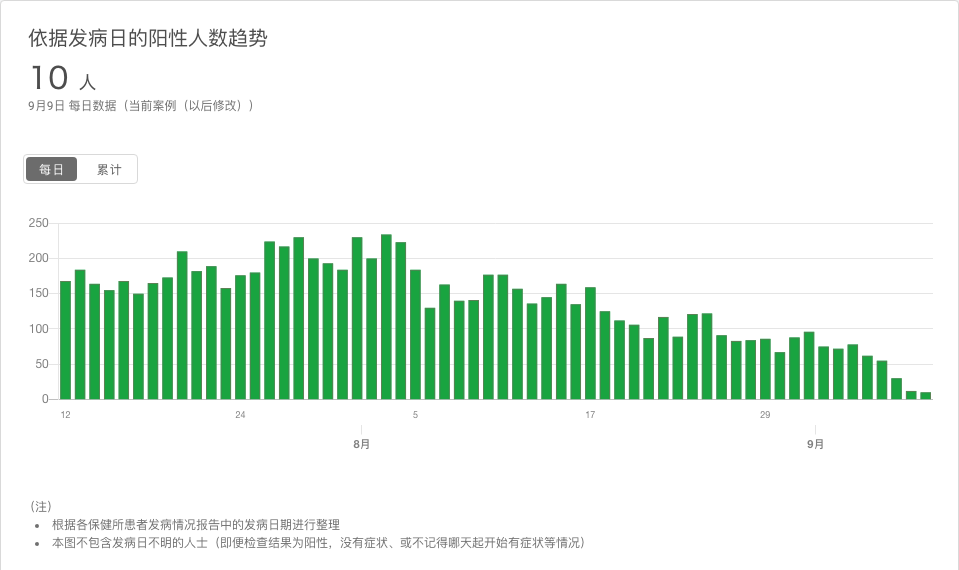 依据发病日的阳性人数趋势
10 人
9月9日 每日数据（当前案例（以后修改））
每日 累计
250
200
150
100
50
0
12 24 5 17 29
8月 9月
（注）
• 根据各保健所患者发病情况报告中的发病日期进行整理
• 本图不包含发病日不明的人士（即便检查结果为阳性，没有症状、或不记得哪天起开始有症状等情况）